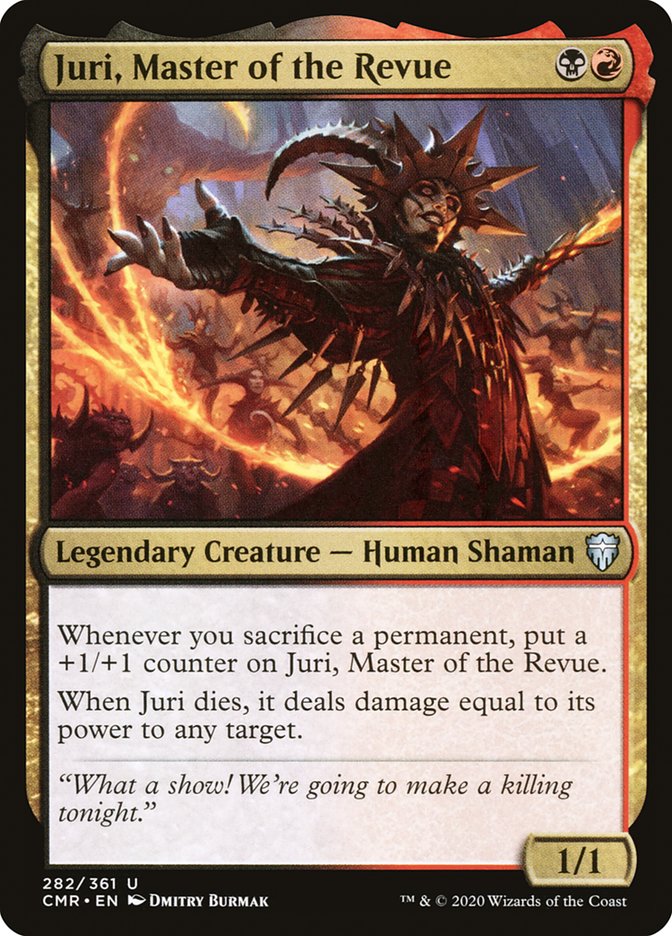 Juri, Master of the Revue
Legendary Creature — Human Shaman
Whenever you sacrifice a permanent, put a
+1/+1 counter on Juri, Master of the Revue.
When Juri dies, it deals damage equal to its
power to any target.
“What a show! We’re going to make a killing
tonight.”
1/1
282/361 U
CMR • EN Dmitry Burmak
™ & © 2020 Wizards of the Coast